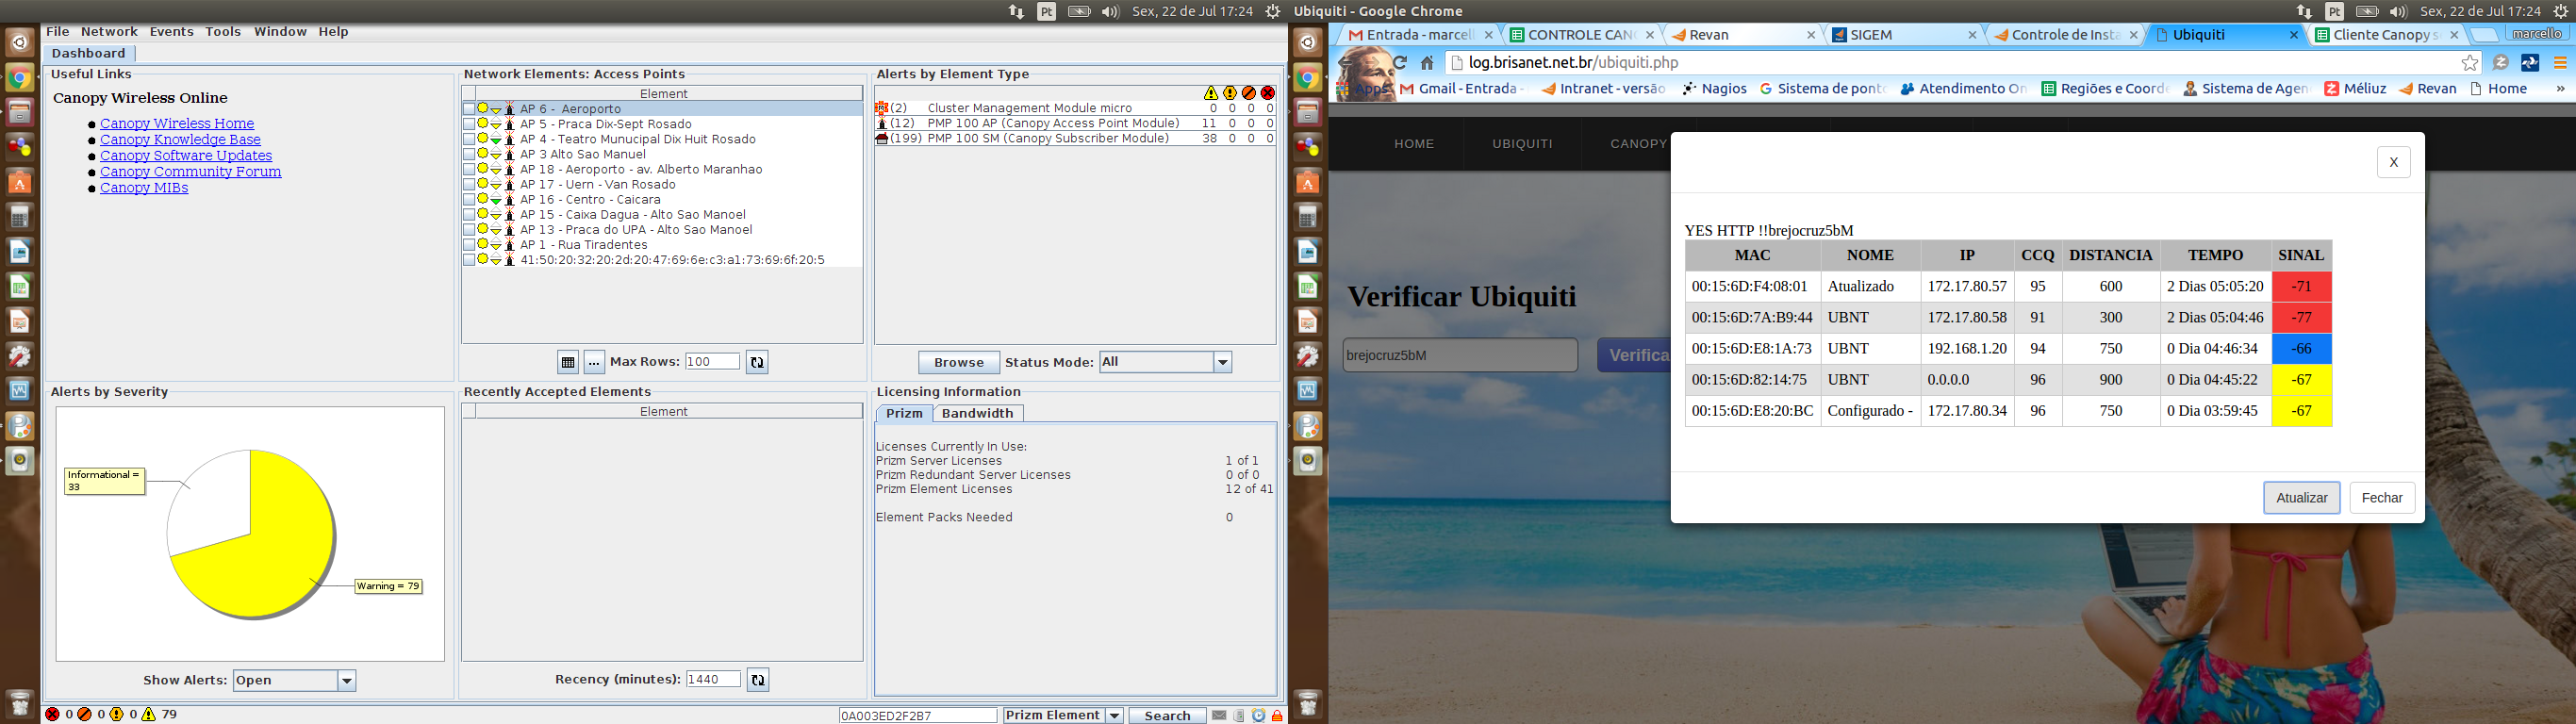 Pt Sex, 22 de Jul 17:24
File Network Events Tools Window Help
Dashboard
Useful Links
Canopy Wireless Online
Canopy Wireless Home
Canopy Knowledge Base
Canopy Software Updates
Canopy Community Forum
Canopy MIBs
Network Elements: Access Points
Element
AP 6 - Aeroporto
AP 5 - Praca Dix-Sept Rosado
AP 4 - Teatro Munucipal Dix Huit Rosado
AP 3 Alto Sao Manuel
AP 18 - Aeroporto - av. Alberto Maranhao
AP 17 - Uern - Van Rosado
AP 16 - Centro - Caicara
AP 15 - Caixa Dagua - Alto Sao Manoel
AP 13 - Praca do UPA - Alto Sao Manoel
AP 1 - Rua Tiradentes
41:50:20:32:20:2d:20:47:69:6e:c3:a1:73:69:6f:20:5
... Max Rows: 100
Alerts by Element Type
(2) Cluster Management Module micro 0 0 0 0
(12) PMP 100 AP (Canopy Access Point Module) 11 0 0 0
(199) PMP 100 SM (Canopy Subscriber Module) 38 0 0 0
Browse Status Mode: All
Alerts by Severity
Informational =
33
Warning = 79
Show Alerts: Open
Recently Accepted Elements
Element
Recency (minutes): 1440
Licensing Information
Prizm Bandwidth
Licenses Currently In Use:
Prizm Server Licenses 1 of 1
Prizm Redundant Server Licenses 0 of 0
Prizm Element Licenses 12 of 41
Element Packs Needed 0
0 0 0 79
0A003ED2F2B7 Prizm Element Search
Ubiquiti - Google Chrome Pt Sex, 22 de Jul 17:24
Entrada - marcell CONTROLE CAN Revan SIGEM Controle de Insta Ubiquiti Cliente Canopy s marcello
log.brisanet.net.br/ubiquiti.php
Apps Gmail - Entrada - Intranet - versão Nagios Sistema de ponto Atendimento On Regiões e Coorde Sistema de Agen Méliuz Revan Home »
HOME UBIQUITI CANOPY
X
Verificar Ubiquiti
brejocruz5bM Verifica
YES HTTP !!brejocruz5bM
MAC NOME IP CCQ DISTANCIA TEMPO SINAL
00:15:6D:F4:08:01 Atualizado 172.17.80.57 95 600 2 Dias 05:05:20 -71
00:15:6D:7A:B9:44 UBNT 172.17.80.58 91 300 2 Dias 05:04:46 -77
00:15:6D:E8:1A:73 UBNT 192.168.1.20 94 750 0 Dia 04:46:34 -66
00:15:6D:82:14:75 UBNT 0.0.0.0 96 900 0 Dia 04:45:22 -67
00:15:6D:E8:20:BC Configurado - 172.17.80.34 96 750 0 Dia 03:59:45 -67
Atualizar Fechar